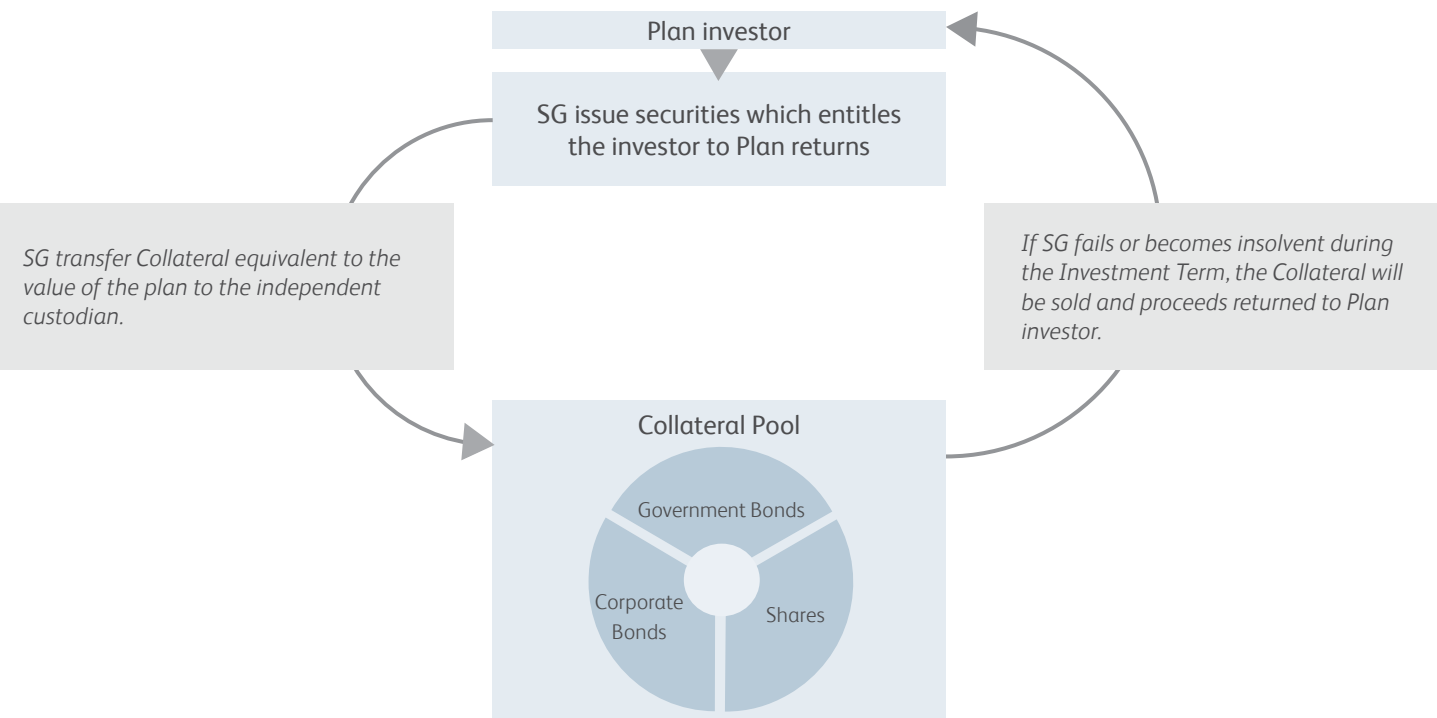 Plan investor
SG issue securities which entitles
the investor to Plan returns
SG transfer Collateral equivalent to the
value of the plan to the independent
custodian.
If SG fails or becomes insolvent during
the Investment Term, the Collateral will
be sold and proceeds returned to Plan
investor.
Collateral Pool
Government Bonds
Corporate
Bonds
Shares